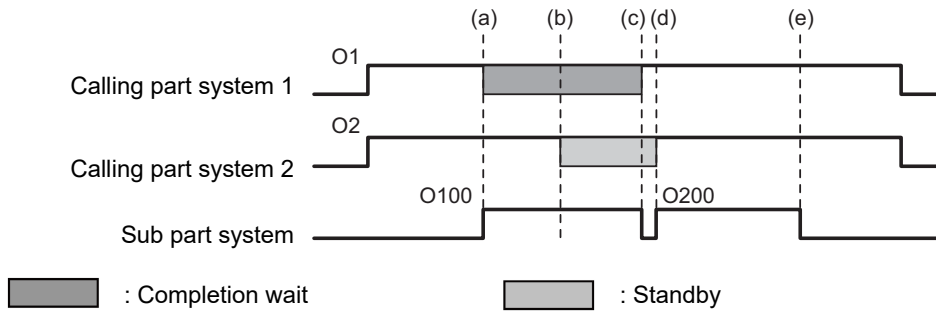 (a) (b) (c) (d) (e)
O1
Calling part system 1
O2
Calling part system 2
O100 O200
Sub part system
: Completion wait : Standby